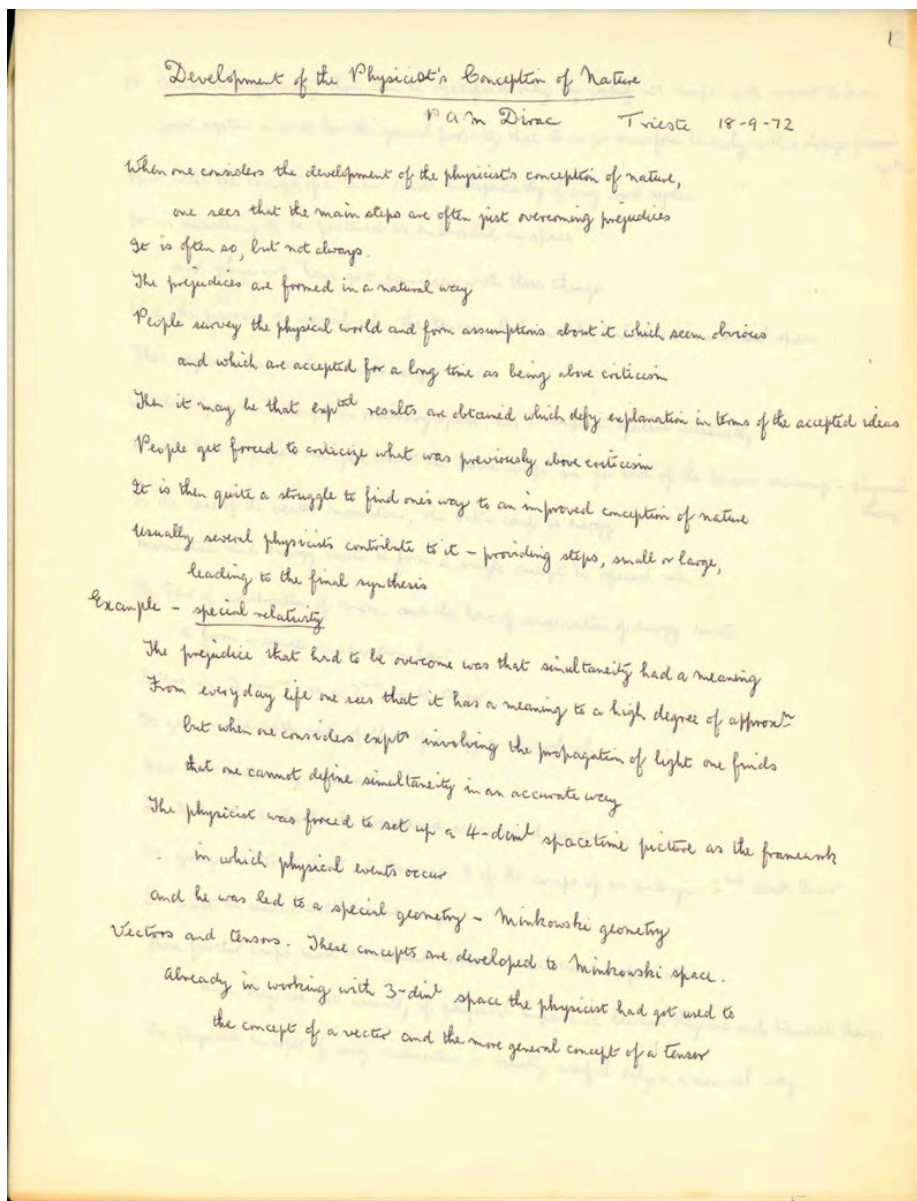 1
Development of the Physicist's Conception of Nature
P A M Dirac Trieste 18-9-72
When one considers the development of the physicist's conception of nature,
one sees that the main steps are often just overcoming prejudices
It is often so, but not always.
The prejudices are formed in a natural way
People survey the physical world and form assumptions about it which seem obvious
and which are accepted for a long time as being above criticism
Then it may be that exptal results are obtained which defy explanation in terms of the accepted ideas
People get forced to criticize what was previously above criticism
It is then quite a struggle to find one's way to an improved conception of nature
Usually several physicists contribute to it – providing steps, small or large,
leading to the final synthesis
Example – special relativity
The prejudice that had to be overcome was that simultaneity had a meaning
From everyday life one sees that it has a meaning to a high degree of approxn
but when one considers expts involving the propagation of light one finds
that one cannot define simultaneity in an accurate way
The physicist was forced to set up a 4-diml spacetime picture as the framework
in which physical events occur
and he was led to a special geometry – Minkowski geometry
Vectors and tensors. These concepts are developed to Minkowski space.
Already in working with 3-diml space the physicist had got used to
the concept of a vector and the more general concept of a tensor